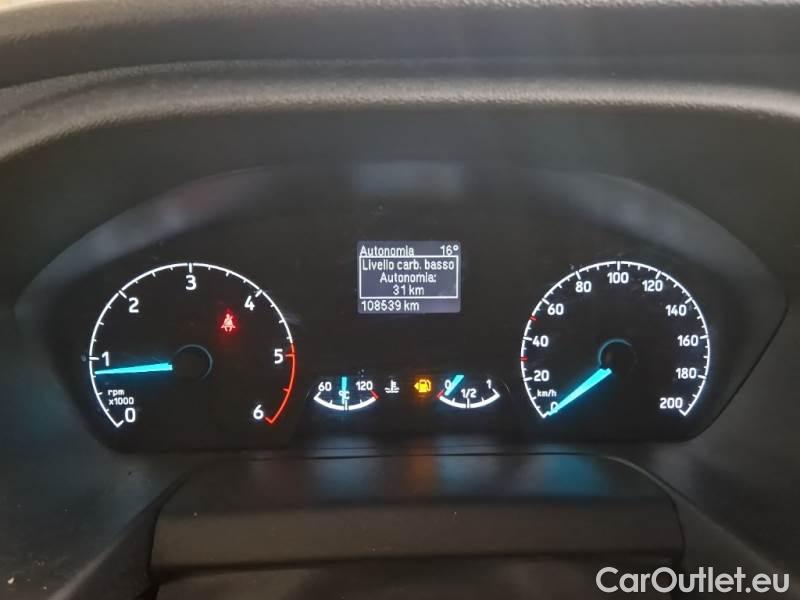 Autonomia 16°
Livello carb. basso
Autonomia:
31 km
108539 km
0 1 2 3 4 5 6
rpm
x1000
60 120
°C
0 1/2 1
0 20 40 60 80 100 120 140 160 180 200
km/h
CarOutlet.eu